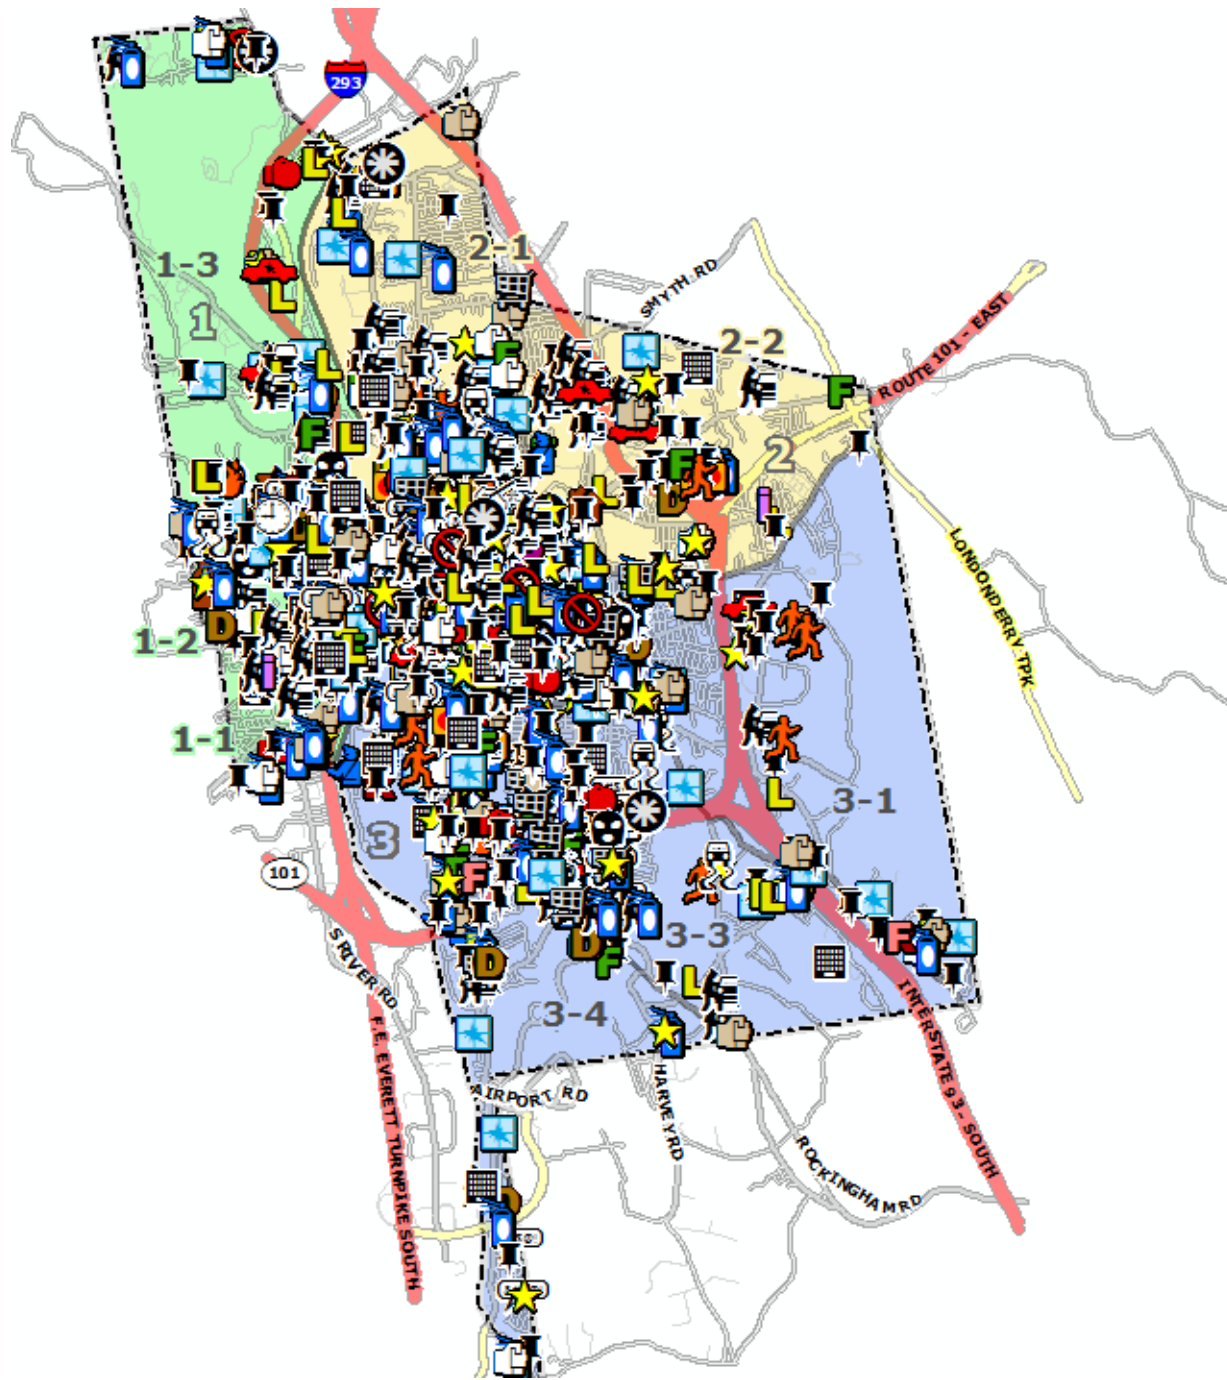 293
2-1
1-3
SMYTH RD
1
2-2
ROUTE 101 - EAST
F
L
L
L
L
F
F
L
2
L
F
D
L
L
L
L
L
L
L
LONDONDERRY TPK
D
1-2
L
1-1
3-1
L
3
101
F
L
L
F
3-3
D
D
F
S RIVER RD
L
3-4
INTERSTATE 93 - SOUTH
F.E. EVERETT TURNPIKE SOUTH
AIRPORT RD
HARVEY RD
ROCKINGHAM RD